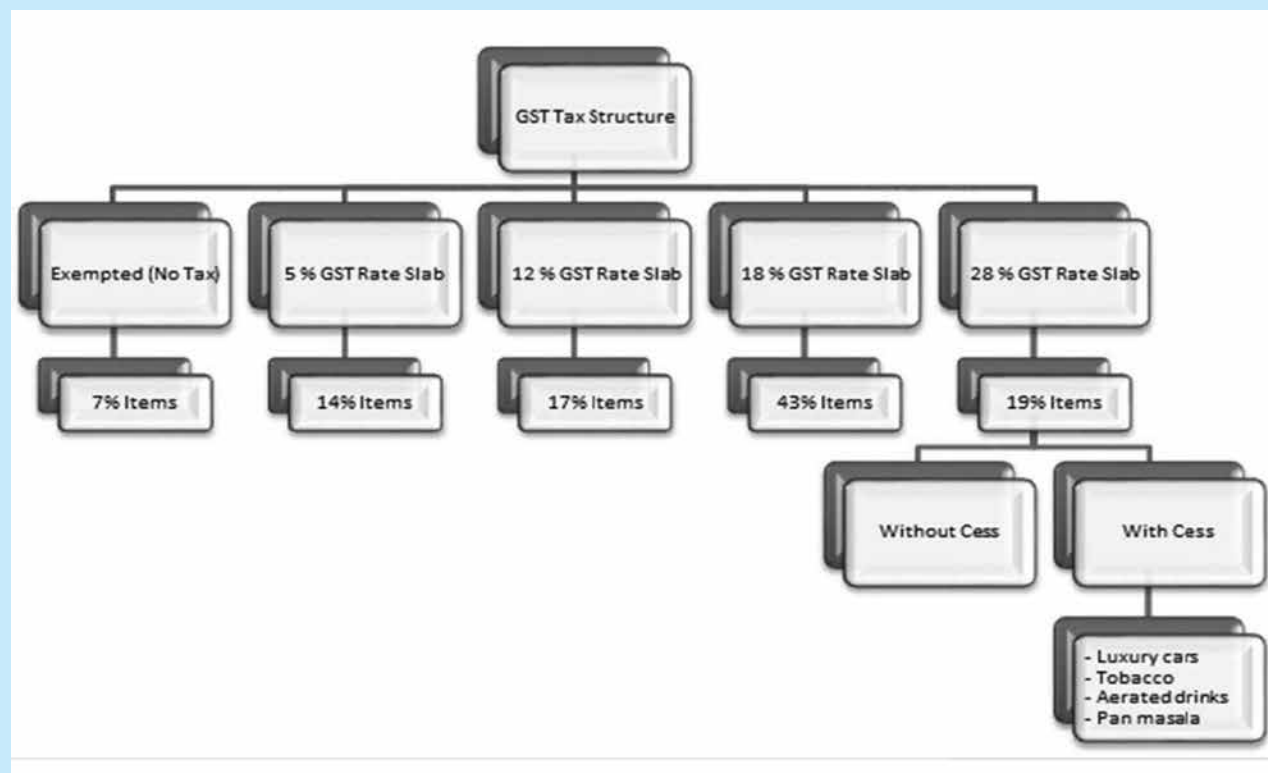 GST Tax Structure
Exempted (No Tax)
5 % GST Rate Slab
12 % GST Rate Slab
18 % GST Rate Slab
28 % GST Rate Slab
7% Items
14% Items
17% Items
43% Items
19% Items
Without Cess
With Cess
- Luxury cars
- Tobacco
- Aerated drinks
- Pan masala